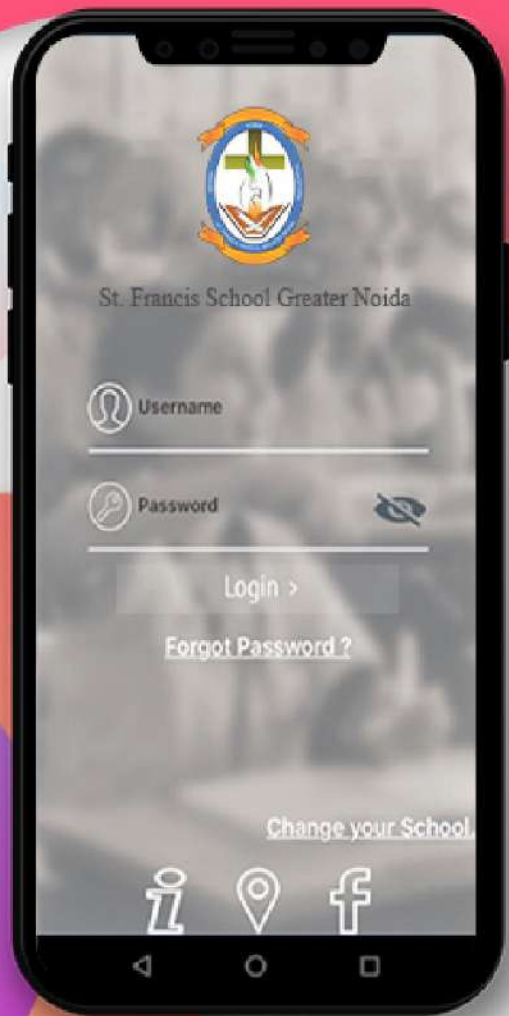 St. Francis School Greater Noida
Username
Password
Login >
Forgot Password ?
Change your School.